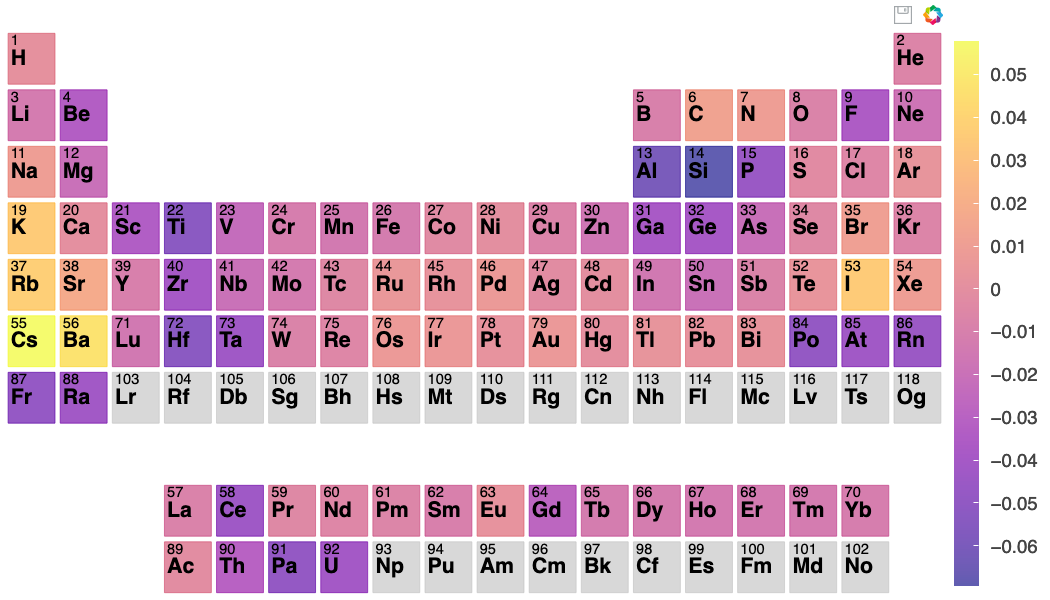 1 2
H He
3 4 5 6 7 8 9 10
Li Be B C N O F Ne
11 12 13 14 15 16 17 18
Na Mg Al Si P S Cl Ar
19 20 21 22 23 24 25 26 27 28 29 30 31 32 33 34 35 36
K Ca Sc Ti V Cr Mn Fe Co Ni Cu Zn Ga Ge As Se Br Kr
37 38 39 40 41 42 43 44 45 46 47 48 49 50 51 52 53 54
Rb Sr Y Zr Nb Mo Tc Ru Rh Pd Ag Cd In Sn Sb Te I Xe
55 56 71 72 73 74 75 76 77 78 79 80 81 82 83 84 85 86
Cs Ba Lu Hf Ta W Re Os Ir Pt Au Hg Tl Pb Bi Po At Rn
87 88 103 104 105 106 107 108 109 110 111 112 113 114 115 116 117 118
Fr Ra Lr Rf Db Sg Bh Hs Mt Ds Rg Cn Nh Fl Mc Lv Ts Og
57 58 59 60 61 62 63 64 65 66 67 68 69 70
La Ce Pr Nd Pm Sm Eu Gd Tb Dy Ho Er Tm Yb
89 90 91 92 93 94 95 96 97 98 99 100 101 102
Ac Th Pa U Np Pu Am Cm Bk Cf Es Fm Md No
0.05
0.04
0.03
0.02
0.01
0
−0.01
−0.02
−0.03
−0.04
−0.05
−0.06